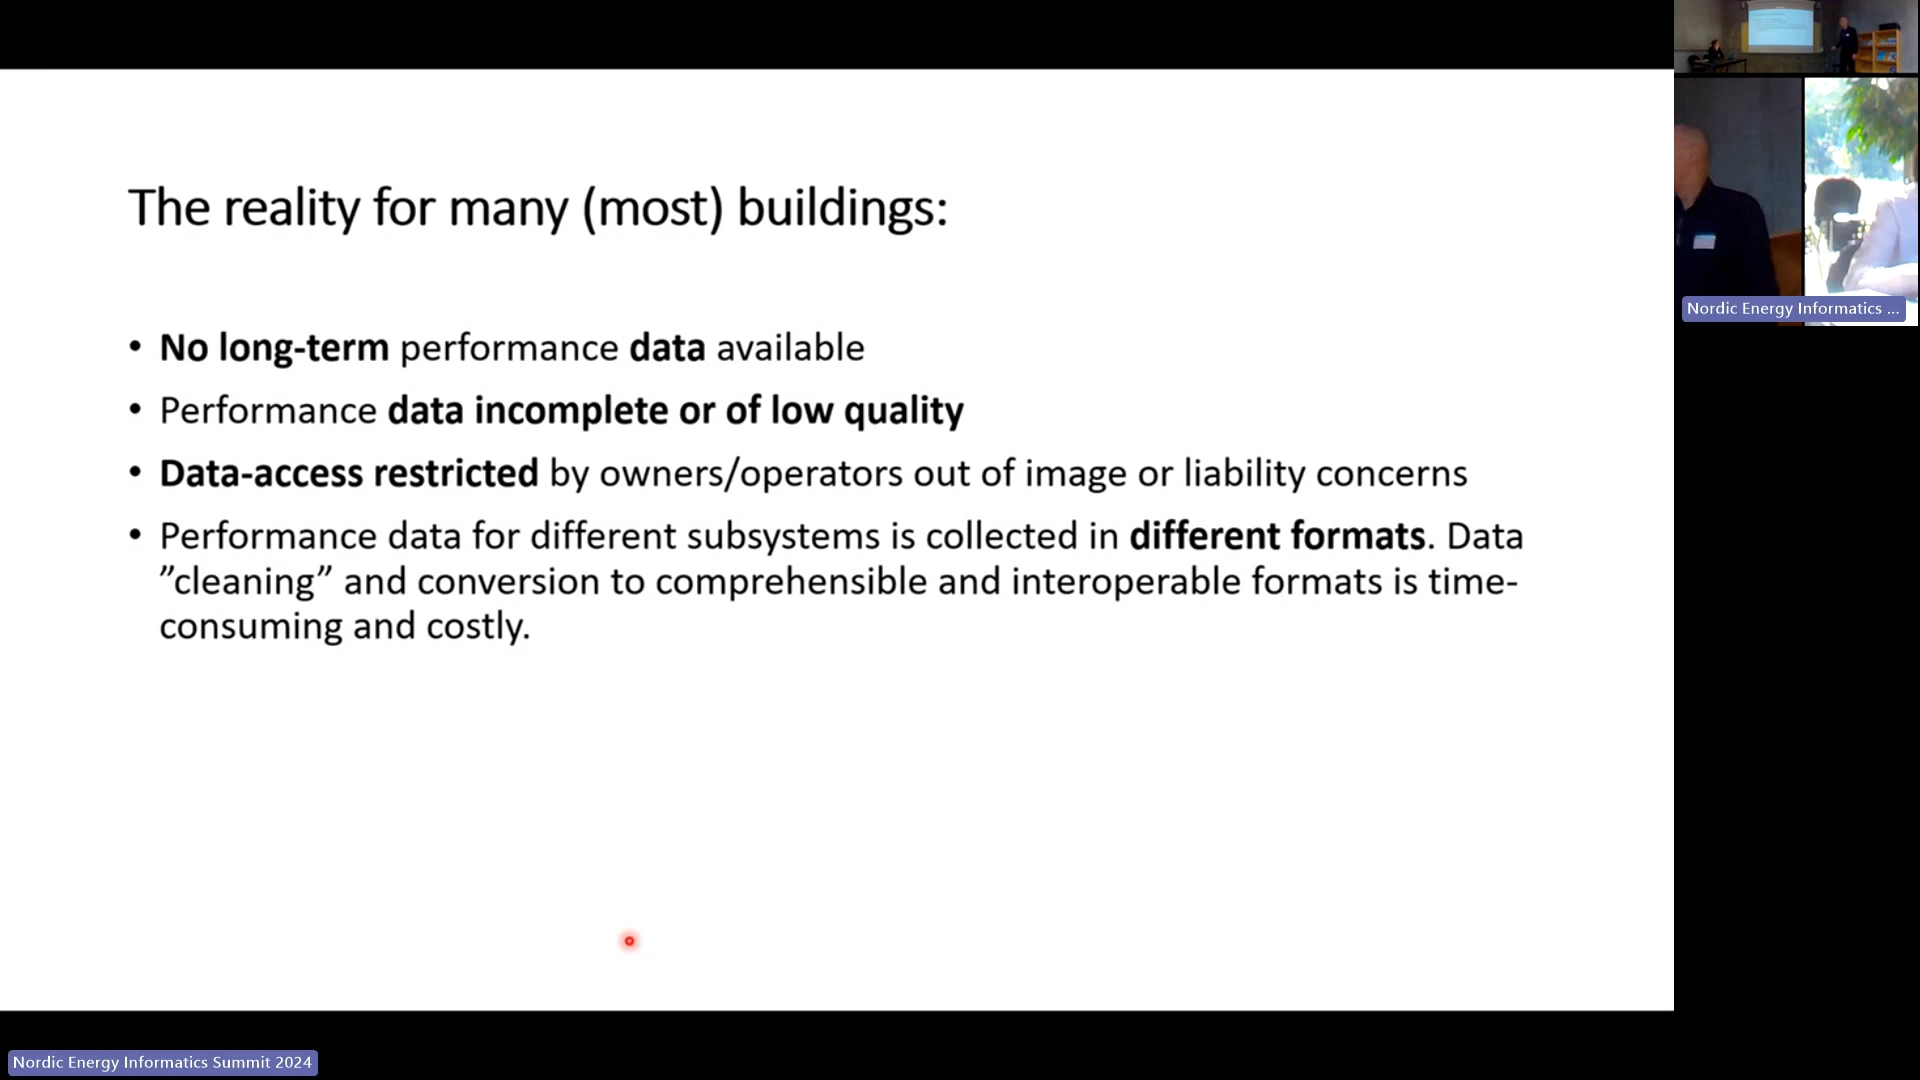 The reality for many (most) buildings:
• No long-term performance data available
• Performance data incomplete or of low quality
• Data-access restricted by owners/operators out of image or liability concerns
• Performance data for different subsystems is collected in different formats. Data
”cleaning” and conversion to comprehensible and interoperable formats is time-
consuming and costly.
Nordic Energy Informatics ...
Nordic Energy Informatics Summit 2024